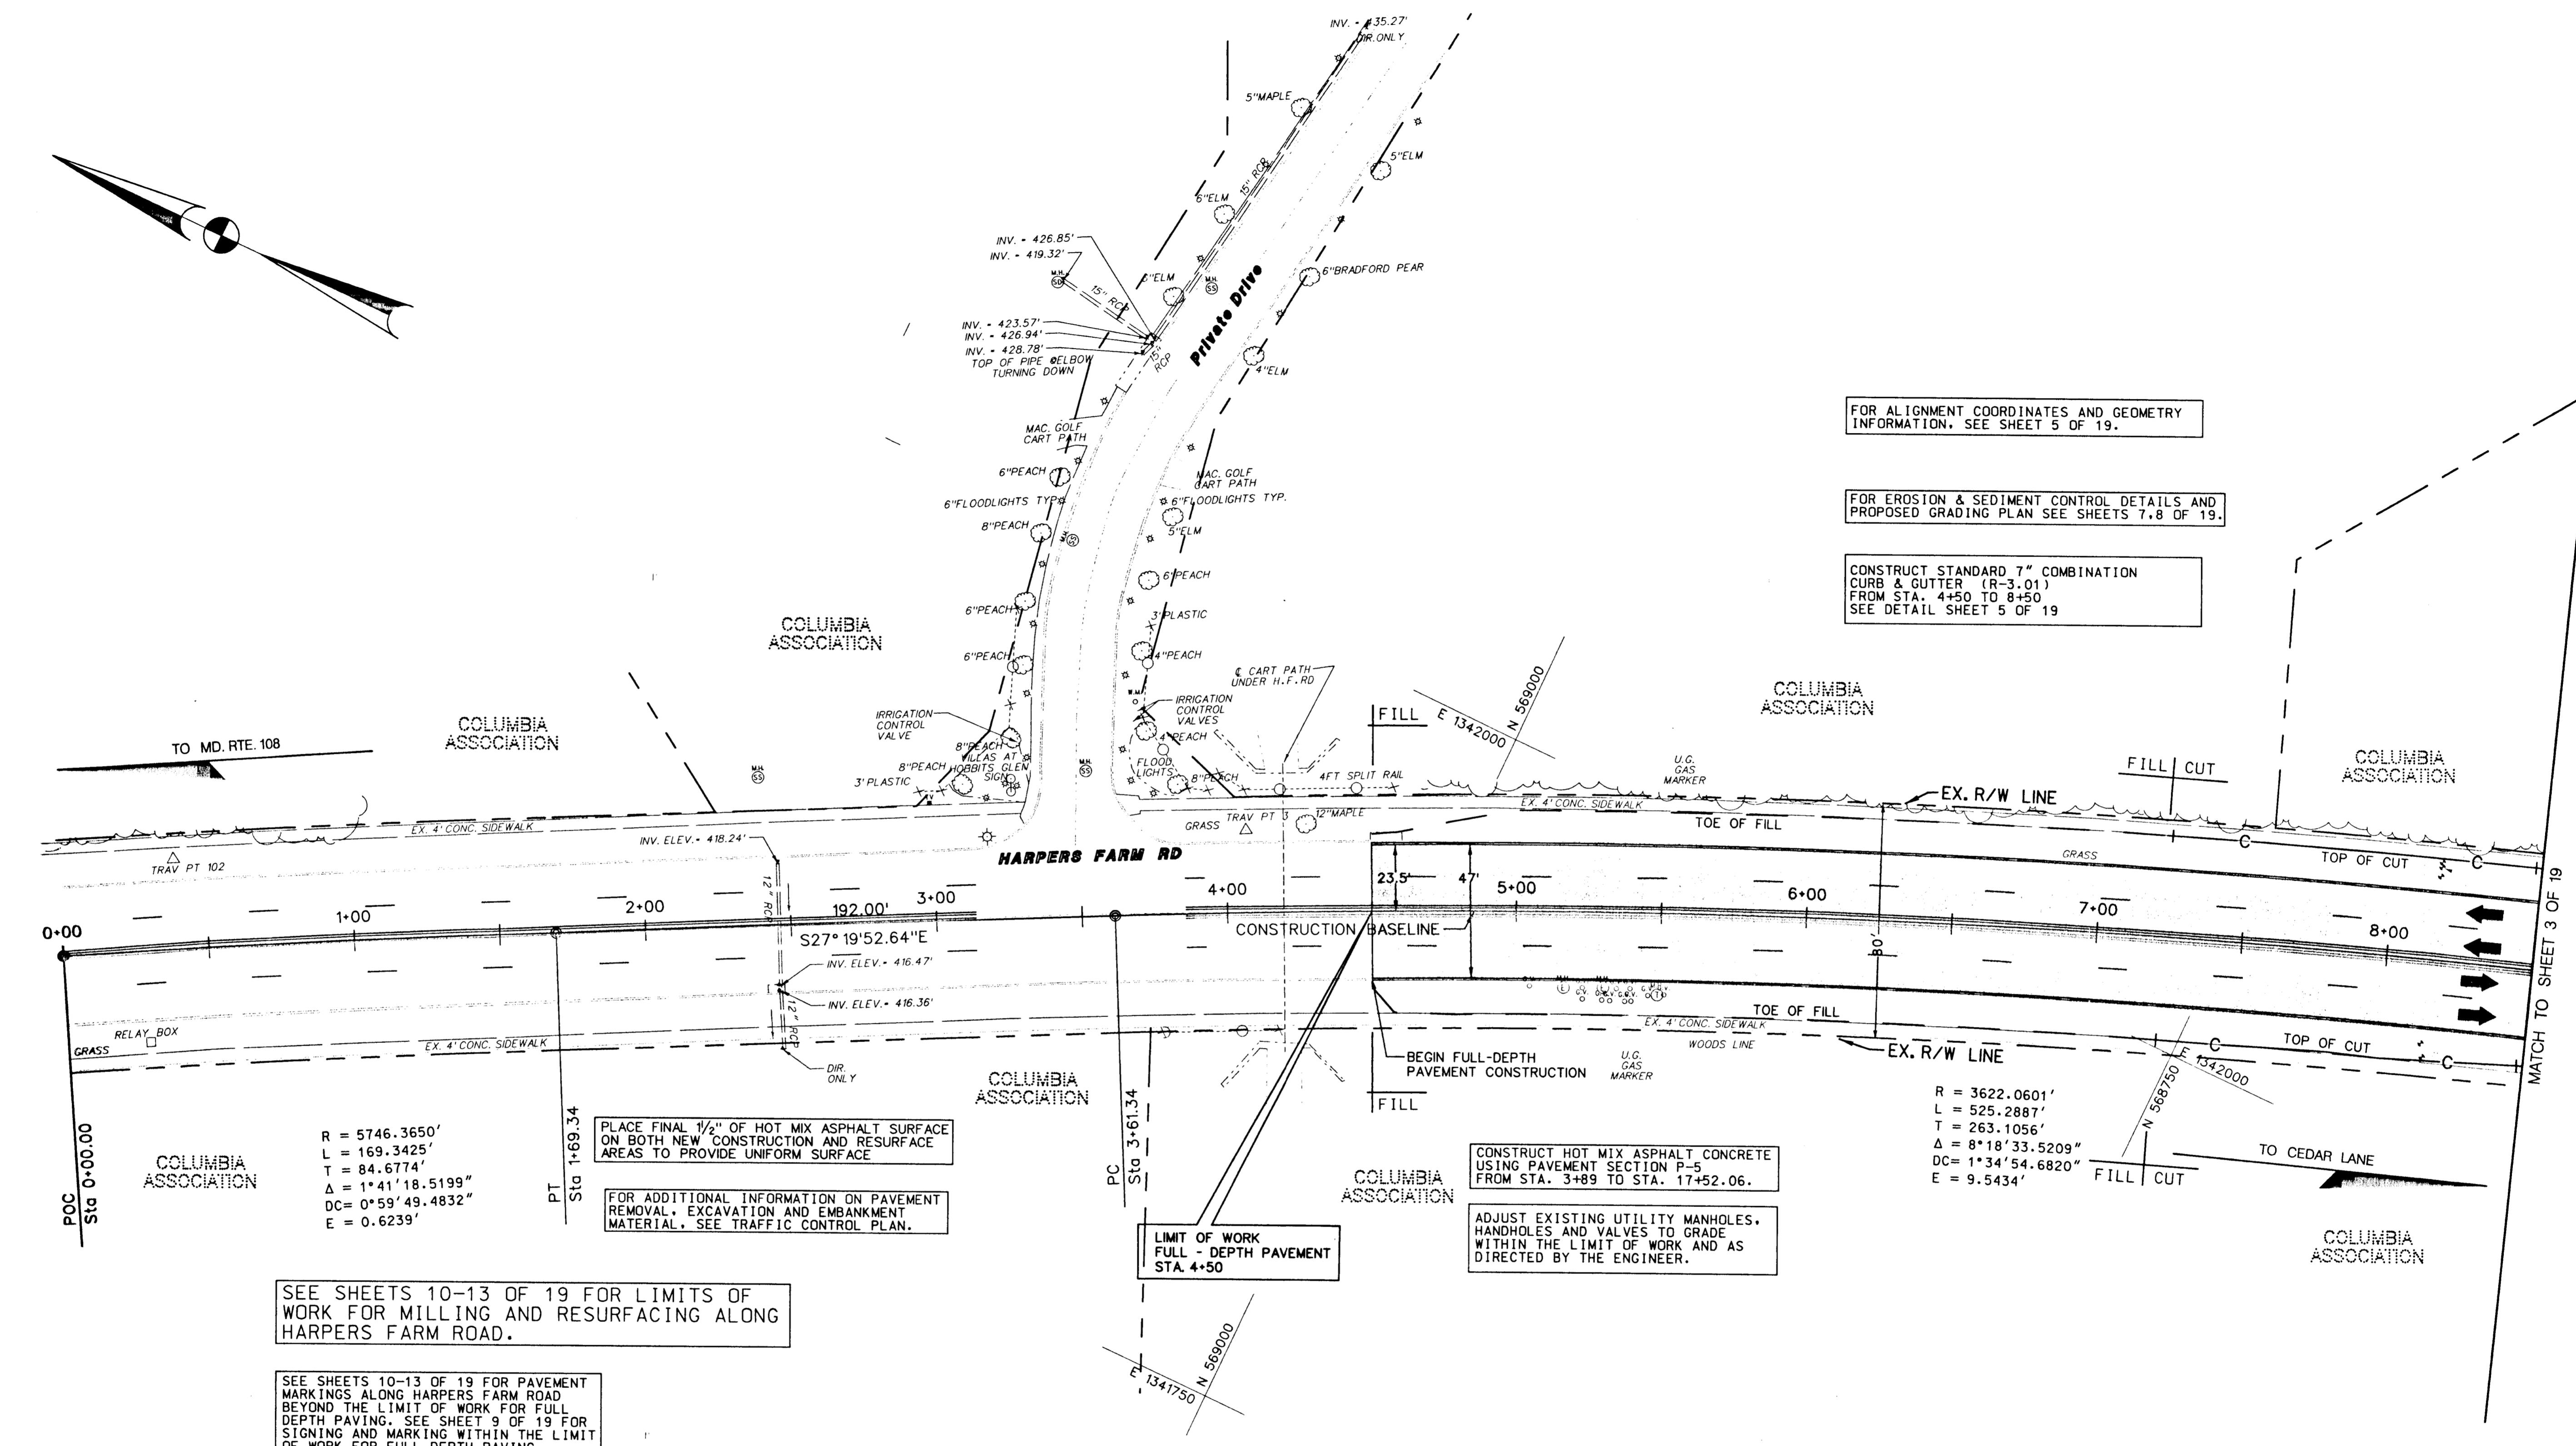 INV. = 435.27'
DIR. ONLY
5"MAPLE
5"ELM
15" RCP
6"ELM
INV. = 426.85'
INV. = 419.32'
M.H.
SD
15" RCP
6"ELM
M.H.
SS
6"BRADFORD PEAR
Private Drive
INV. = 423.57'
INV. = 426.94'
INV. = 428.78'
TOP OF PIPE @ELBOW
TURNING DOWN
15"
RCP
4"ELM
FOR ALIGNMENT COORDINATES AND GEOMETRY
INFORMATION, SEE SHEET 5 OF 19.
MAC. GOLF
CART PATH
6"PEACH
MAC. GOLF
CART PATH
6"FLOODLIGHTS TYP.
6"FLOODLIGHTS TYP.
8"PEACH
5"ELM
M.H.
SS
FOR EROSION & SEDIMENT CONTROL DETAILS AND
PROPOSED GRADING PLAN SEE SHEETS 7,8 OF 19.
6"PEACH
6"PEACH
3' PLASTIC
CONSTRUCT STANDARD 7" COMBINATION
CURB & GUTTER (R-3.01)
FROM STA. 4+50 TO 8+50
SEE DETAIL SHEET 5 OF 19
COLUMBIA
ASSOCIATION
6"PEACH
4"PEACH
₵ CART PATH
UNDER H.F.RD
W.M.
IRRIGATION
CONTROL
VALVES
IRRIGATION
CONTROL
VALVE
4"PEACH
FILL
E 1342000
N 569000
COLUMBIA
ASSOCIATION
COLUMBIA
ASSOCIATION
TO MD. RTE. 108
8"PEACH
VILLAS AT
HOBBITS GLEN
SIGN
8"PEACH
3' PLASTIC
M.H.
SS
M.H.
SS
FLOOD
LIGHTS
8"PEACH
4FT SPLIT RAIL
U.G.
GAS
MARKER
FILL CUT
COLUMBIA
ASSOCIATION
EX. 4' CONC. SIDEWALK
EX. 4' CONC. SIDEWALK
EX. R/W LINE
TRAV PT 102
INV. ELEV.= 418.24'
GRASS
TRAV PT 3
12"MAPLE
TOE OF FILL
HARPERS FARM RD
GRASS
C
TOP OF CUT
C
12" RCP
23.5'
47'
0+00
1+00
2+00
192.00'
3+00
4+00
5+00
6+00
7+00
8+00
S27° 19'52.64"E
CONSTRUCTION BASELINE
80'
INV. ELEV.= 416.47'
INV. ELEV.= 416.36'
12" RCP
RELAY BOX
GRASS
EX. 4' CONC. SIDEWALK
DIR.
ONLY
TOE OF FILL
EX. 4' CONC. SIDEWALK
WOODS LINE
EX. R/W LINE
C
TOP OF CUT
C
BEGIN FULL-DEPTH
PAVEMENT CONSTRUCTION
U.G.
GAS
MARKER
FILL
COLUMBIA
ASSOCIATION
E 1342000
N 568750
MATCH TO SHEET 3 OF 19
POC
Sta 0+00.00
COLUMBIA
ASSOCIATION
R = 5746.3650'
L = 169.3425'
T = 84.6774'
Δ = 1°41'18.5199"
DC= 0°59'49.4832"
E = 0.6239'
PT
Sta 1+69.34
PLACE FINAL 1½" OF HOT MIX ASPHALT SURFACE
ON BOTH NEW CONSTRUCTION AND RESURFACE
AREAS TO PROVIDE UNIFORM SURFACE
FOR ADDITIONAL INFORMATION ON PAVEMENT
REMOVAL, EXCAVATION AND EMBANKMENT
MATERIAL, SEE TRAFFIC CONTROL PLAN.
PC
Sta 3+61.34
LIMIT OF WORK
FULL - DEPTH PAVEMENT
STA. 4+50
COLUMBIA
ASSOCIATION
CONSTRUCT HOT MIX ASPHALT CONCRETE
USING PAVEMENT SECTION P-5
FROM STA. 3+89 TO STA. 17+52.06.
ADJUST EXISTING UTILITY MANHOLES,
HANDHOLES AND VALVES TO GRADE
WITHIN THE LIMIT OF WORK AND AS
DIRECTED BY THE ENGINEER.
R = 3622.0601'
L = 525.2887'
T = 263.1056'
Δ = 8°18'33.5209"
DC= 1°34'54.6820"
E = 9.5434'
FILL CUT
TO CEDAR LANE
COLUMBIA
ASSOCIATION
SEE SHEETS 10-13 OF 19 FOR LIMITS OF
WORK FOR MILLING AND RESURFACING ALONG
HARPERS FARM ROAD.
E 1341750
N 569000
SEE SHEETS 10-13 OF 19 FOR PAVEMENT
MARKINGS ALONG HARPERS FARM ROAD
BEYOND THE LIMIT OF WORK FOR FULL
DEPTH PAVING. SEE SHEET 9 OF 19 FOR
SIGNING AND MARKING WITHIN THE LIMIT
OF WORK FOR FULL DEPTH PAVING